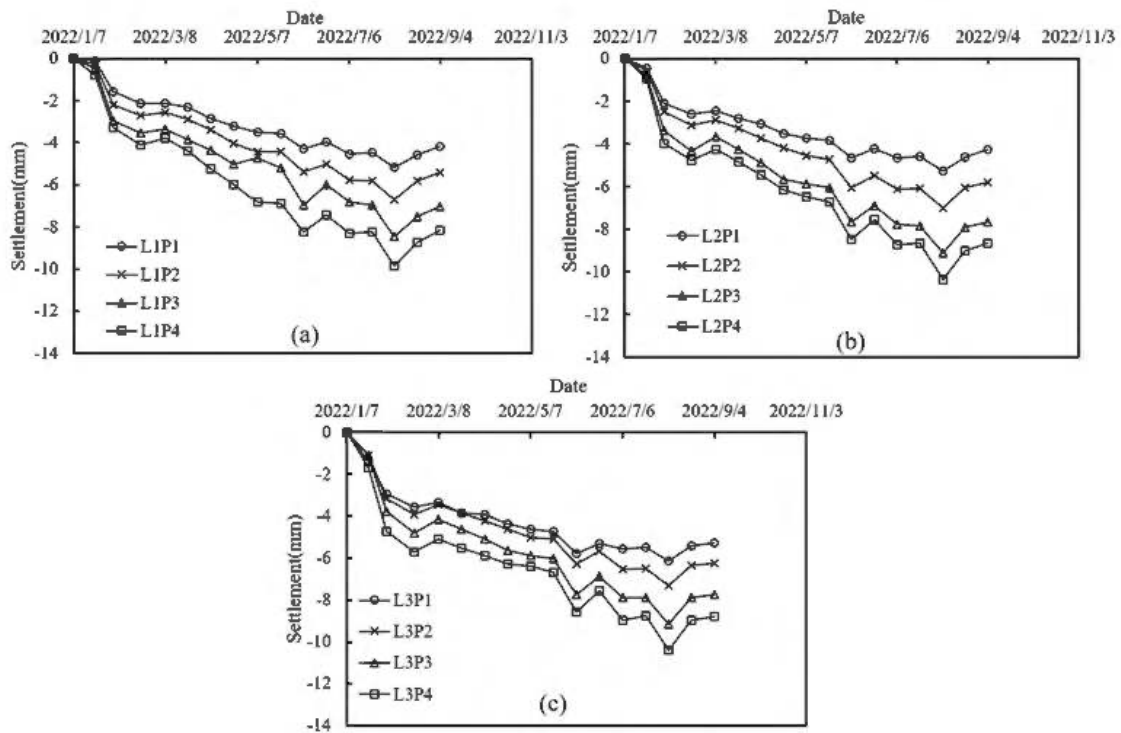 Date
2022/1/7 2022/3/8 2022/5/7 2022/7/6 2022/9/4 2022/11/3
0
-2
-4
-6
-8
-10
-12
-14
Settlement(mm)
L1P1
L1P2
L1P3
L1P4
(a)
Date
2022/1/7 2022/3/8 2022/5/7 2022/7/6 2022/9/4 2022/11/3
0
-2
-4
-6
-8
-10
-12
-14
Settlement(mm)
L2P1
L2P2
L2P3
L2P4
(b)
Date
2022/1/7 2022/3/8 2022/5/7 2022/7/6 2022/9/4 2022/11/3
0
-2
-4
-6
-8
-10
-12
-14
Settlement(mm)
L3P1
L3P2
L3P3
L3P4
(c)